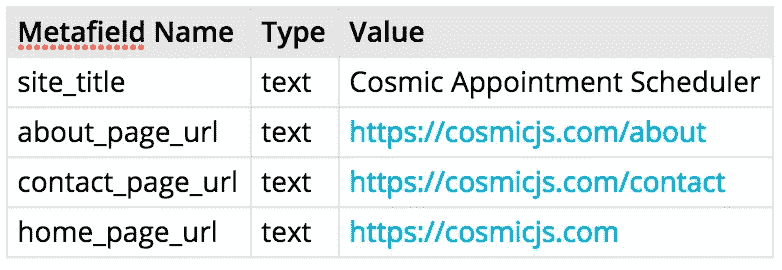 Metafield Name Type Value
site_title text Cosmic Appointment Scheduler
about_page_url text https://cosmicjs.com/about
contact_page_url text https://cosmicjs.com/contact
home_page_url text https://cosmicjs.com